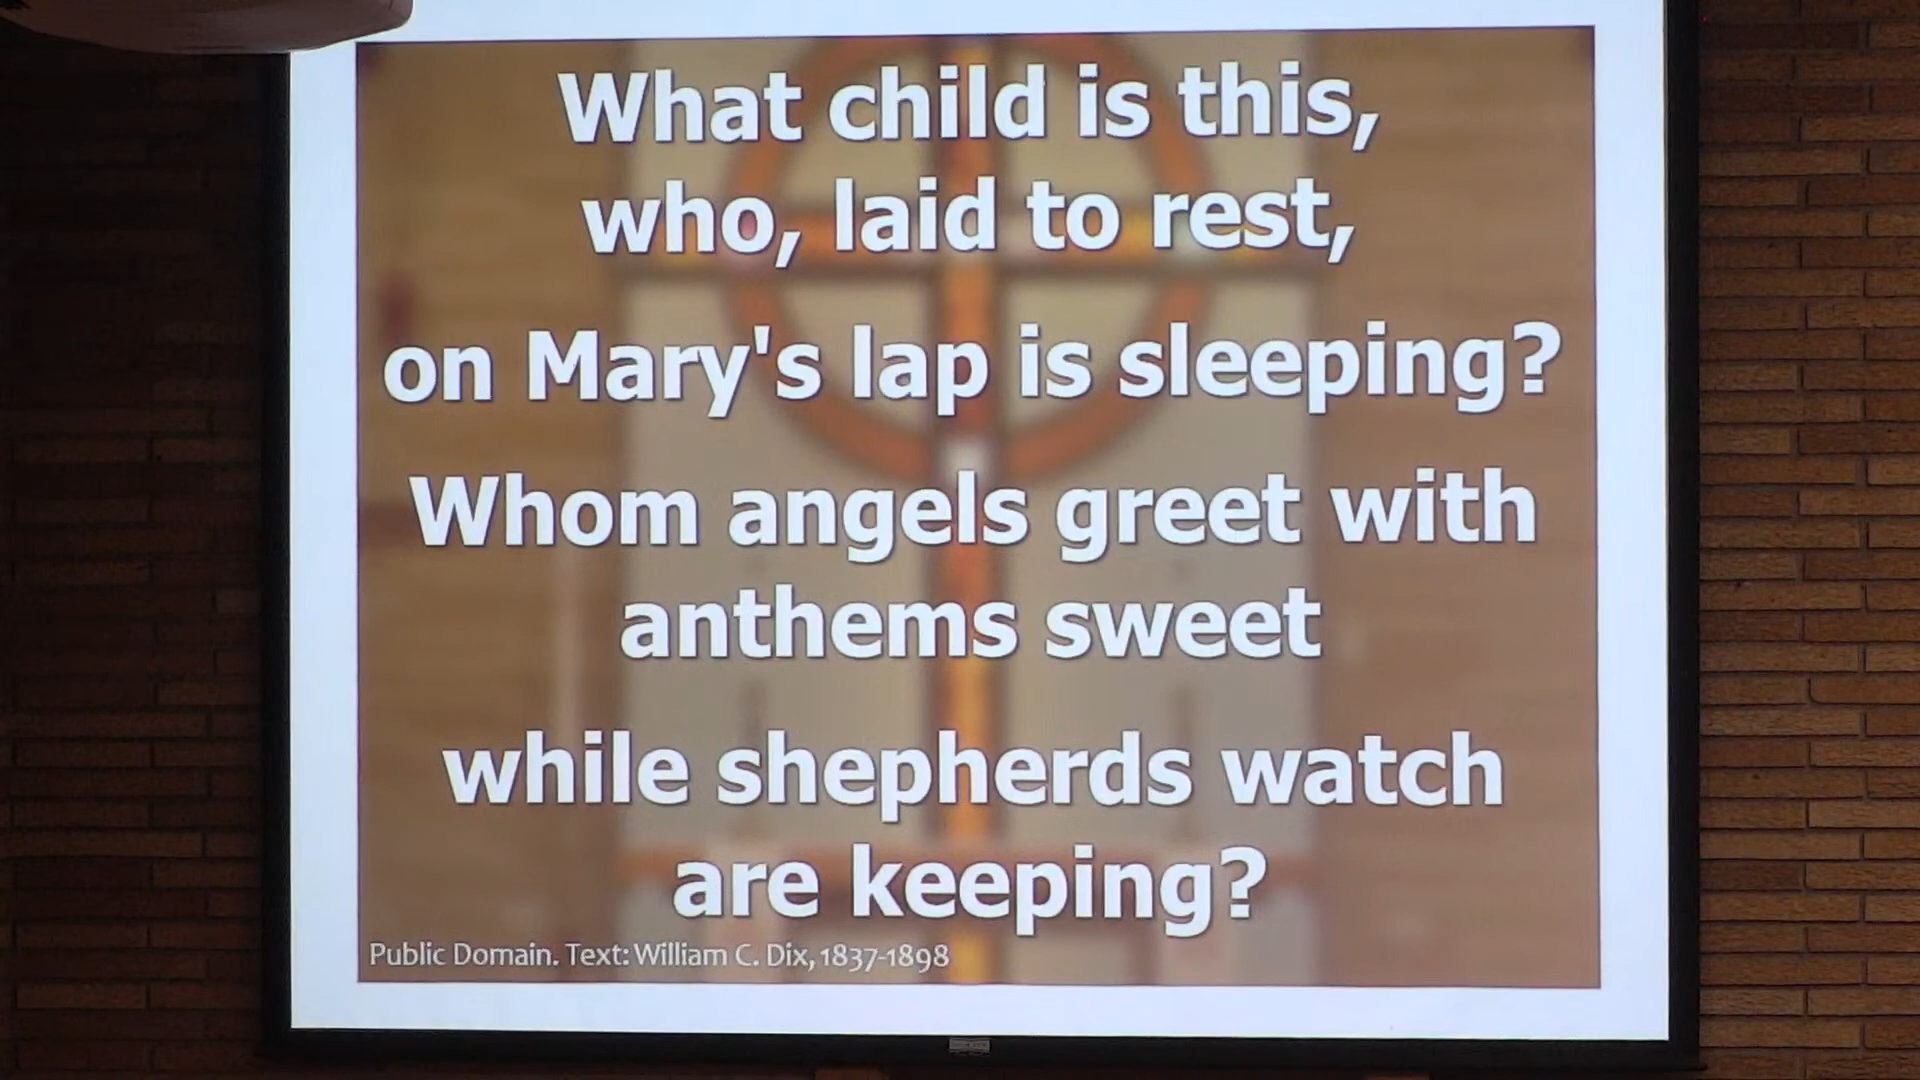 What child is this,
who, laid to rest,
on Mary's lap is sleeping?
Whom angels greet with
anthems sweet
while shepherds watch
are keeping?
Public Domain. Text: William C. Dix, 1837-1898